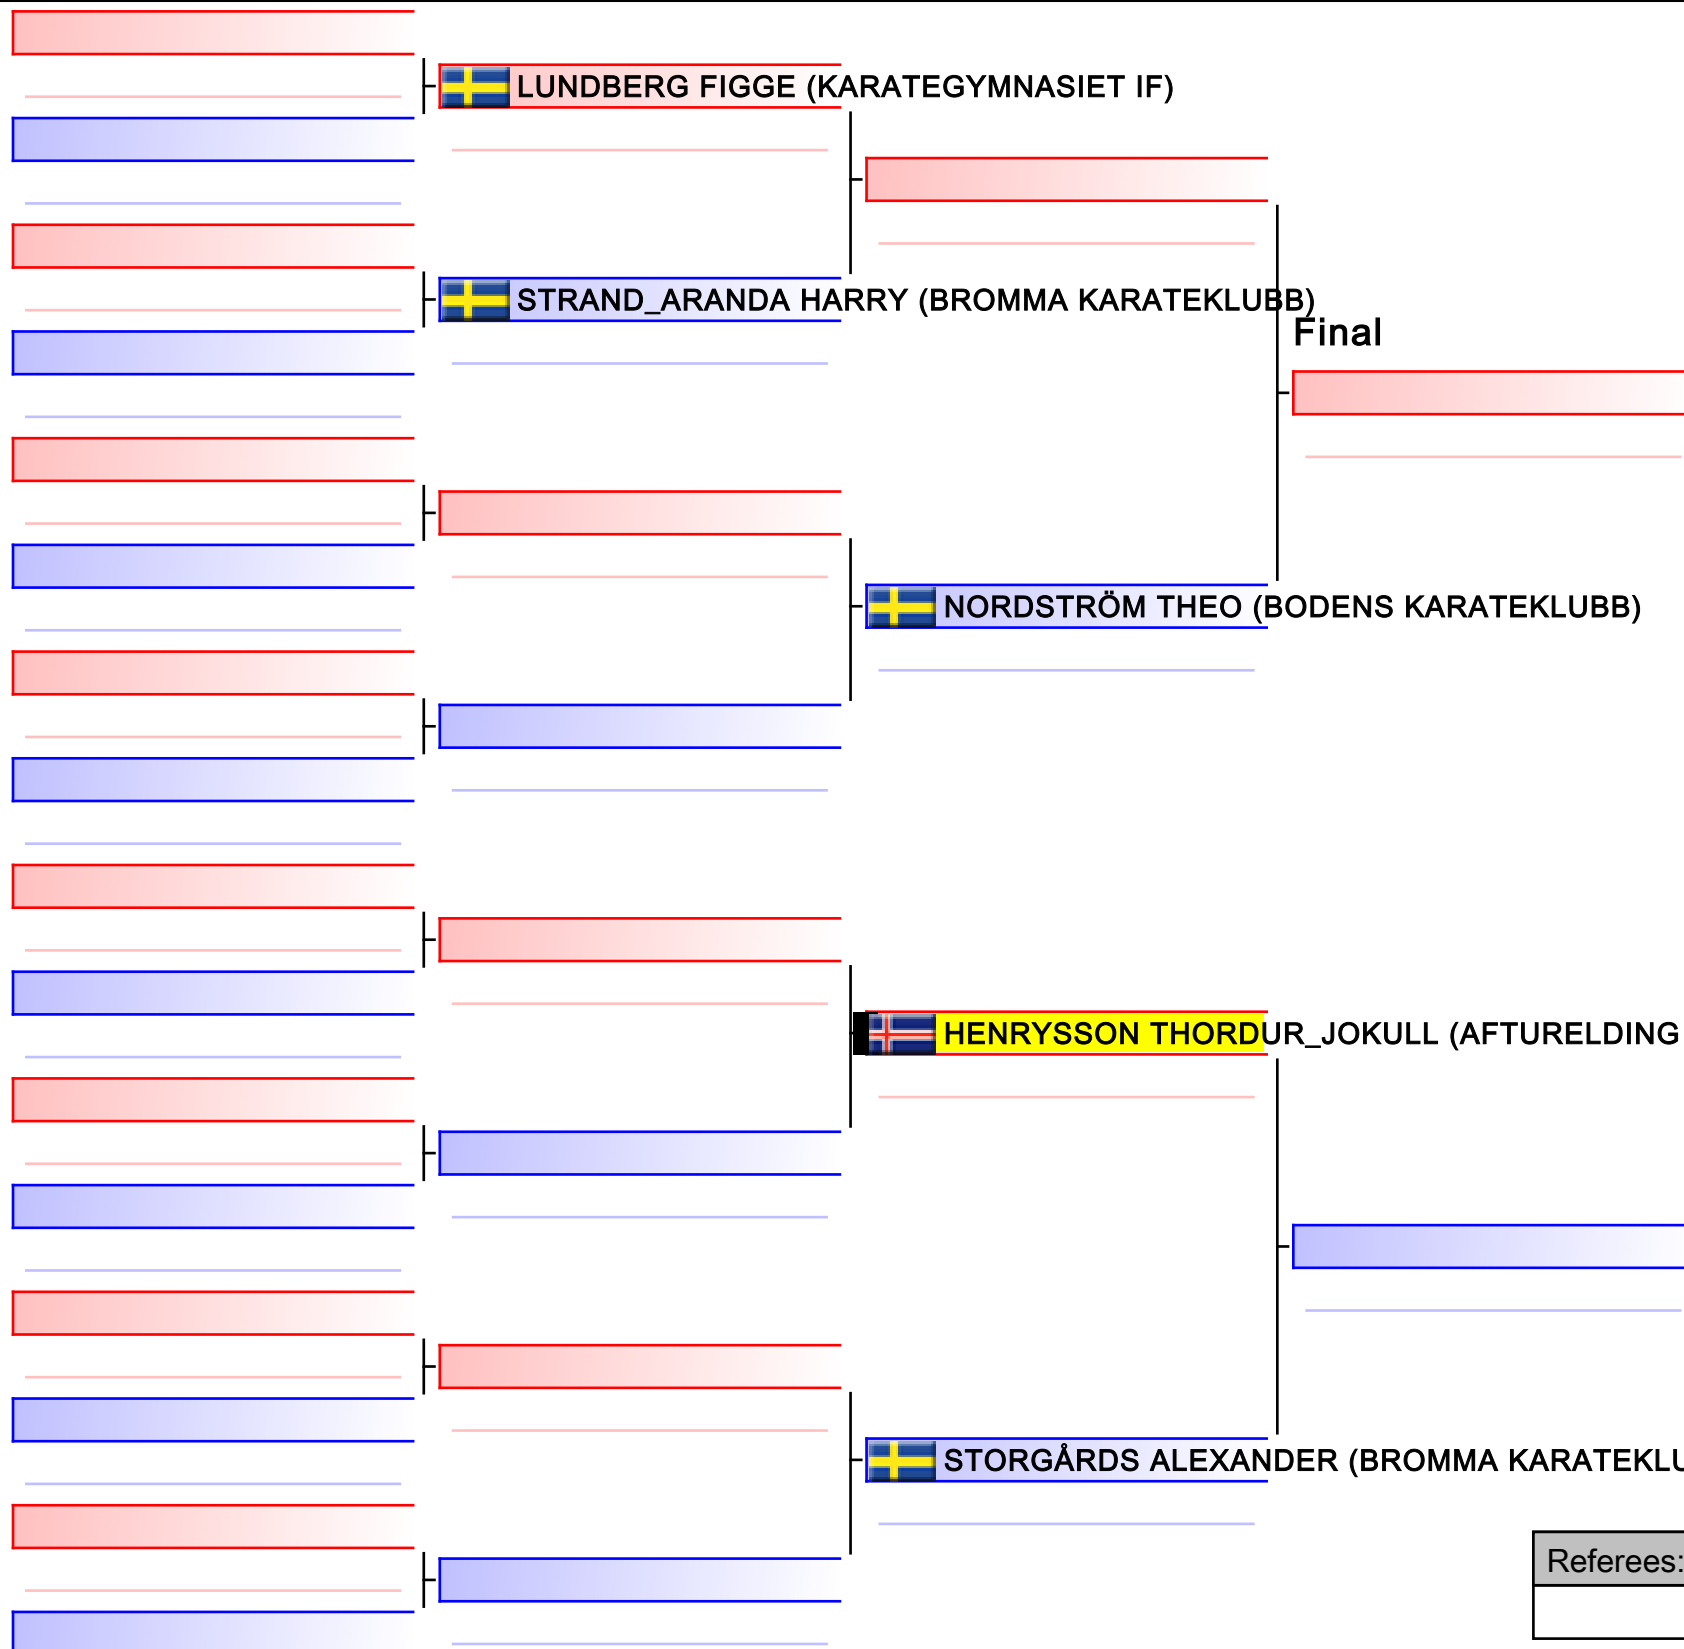 LUNDBERG FIGGE (KARATEGYMNASIET IF)
STRAND_ARANDA HARRY (BROMMA KARATEKLUBB)
Final
NORDSTRÖM THEO (BODENS KARATEKLUBB)
HENRYSSON THORDUR_JOKULL (AFTURELDING
STORGÅRDS ALEXANDER (BROMMA KARATEKLU
Referees: